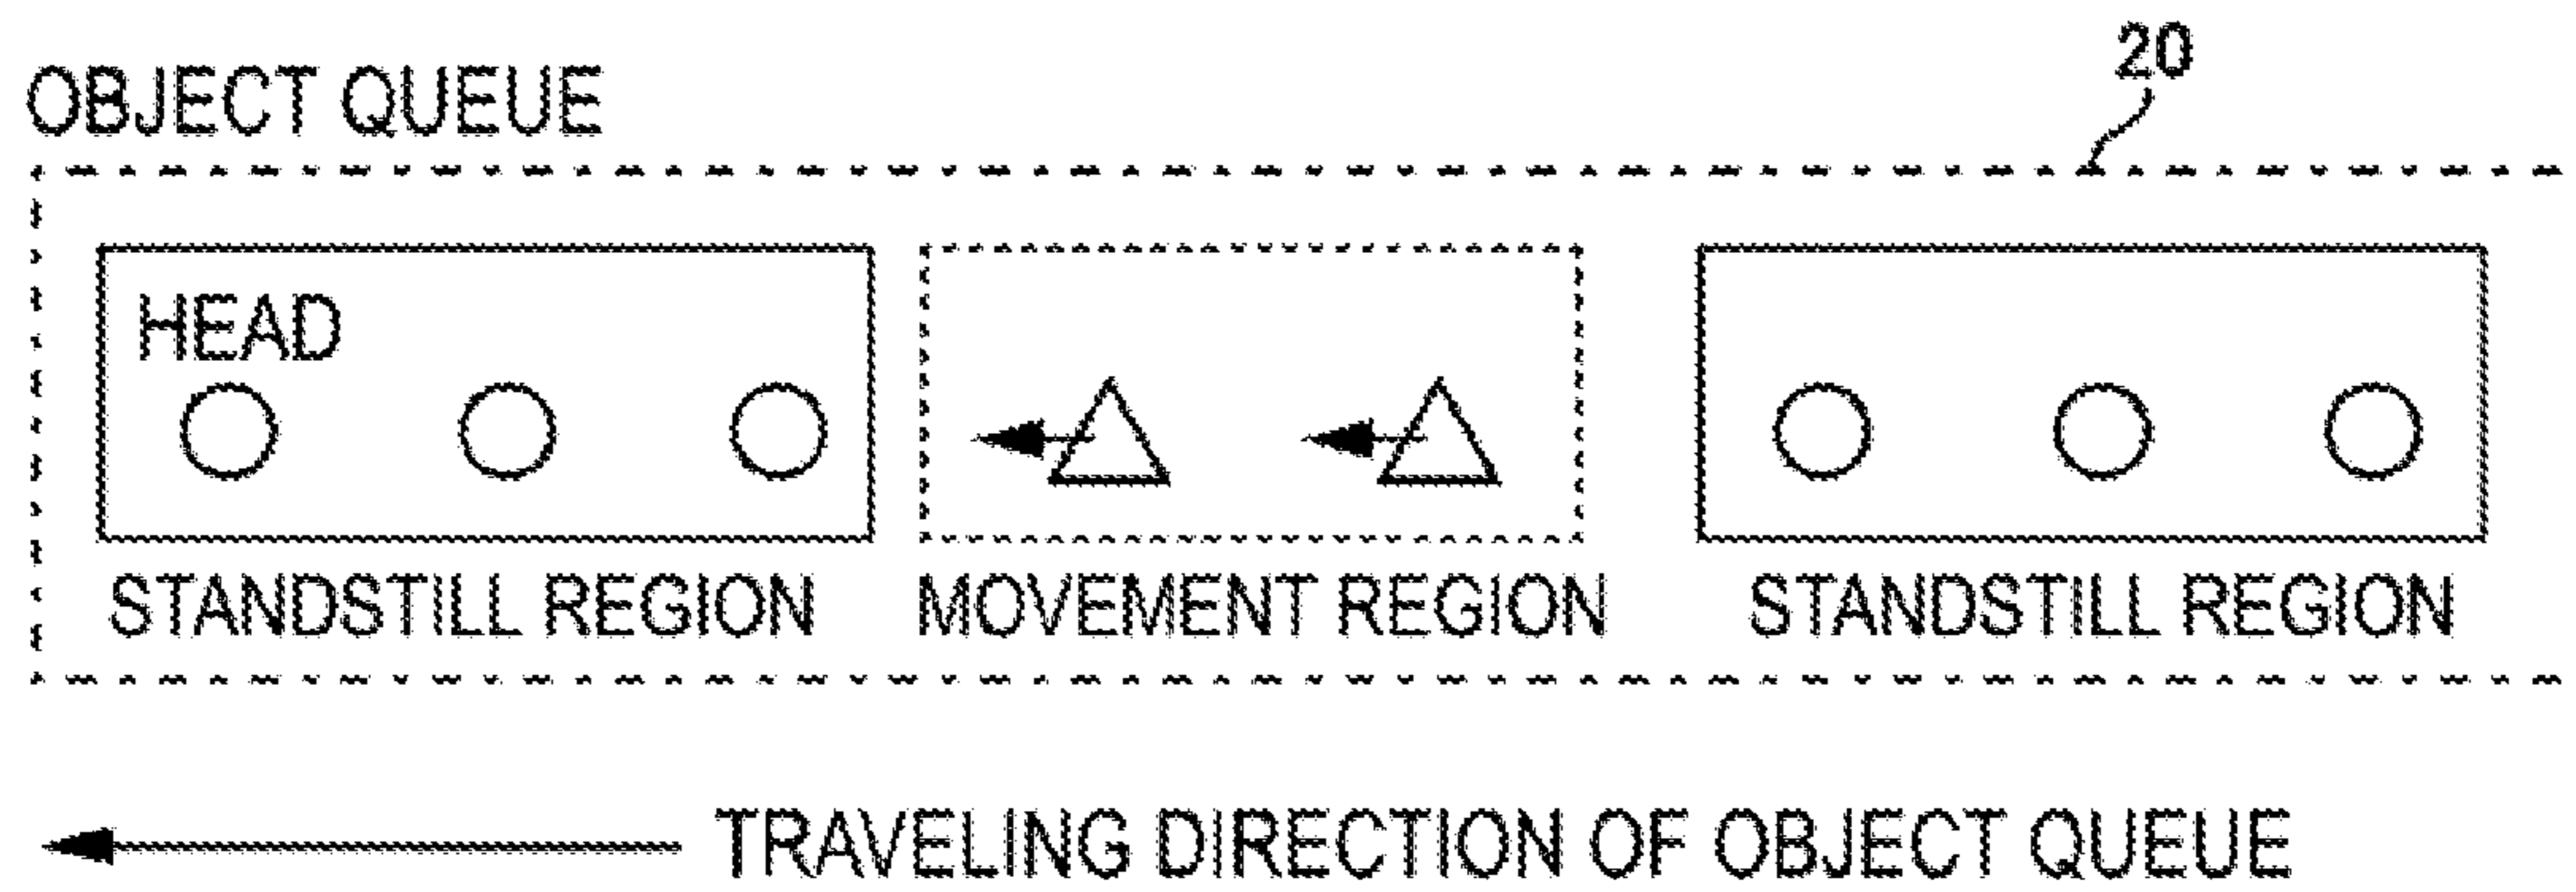 20
OBJECT QUEUE
HEAD
STANDSTILL REGION MOVEMENT REGION STANDSTILL REGION
TRAVELING DIRECTION OF OBJECT QUEUE